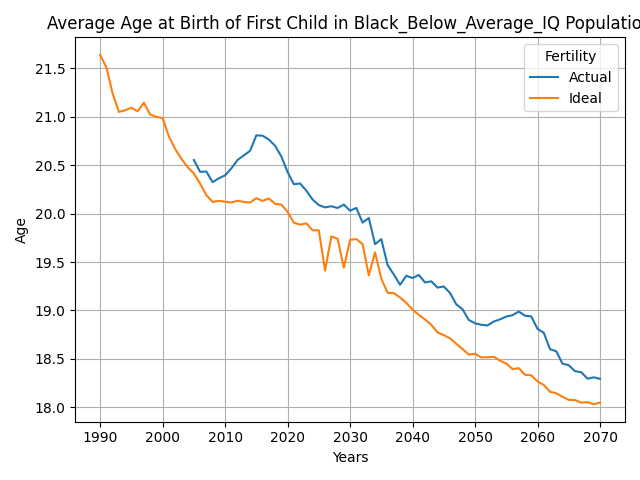 Average Age at Birth of First Child in Black_Below_Average_IQ Populatio
Fertility
Actual
Ideal
21.5
21.0
20.5
20.0
19.5
19.0
18.5
18.0
Age
1990 2000 2010 2020 2030 2040 2050 2060 2070
Years